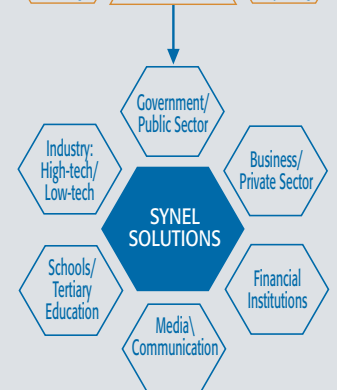 Government/
Public Sector
Industry:
High-tech/
Low-tech
Business/
Private Sector
SYNEL
SOLUTIONS
Schools/
Tertiary
Education
Financial
Institutions
Media\
Communication